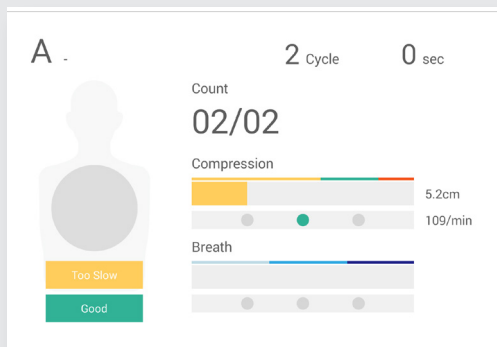 A - 2 Cycle 0 sec
Count
02/02
Compression
5.2cm
109/min
Breath
Too Slow
Good